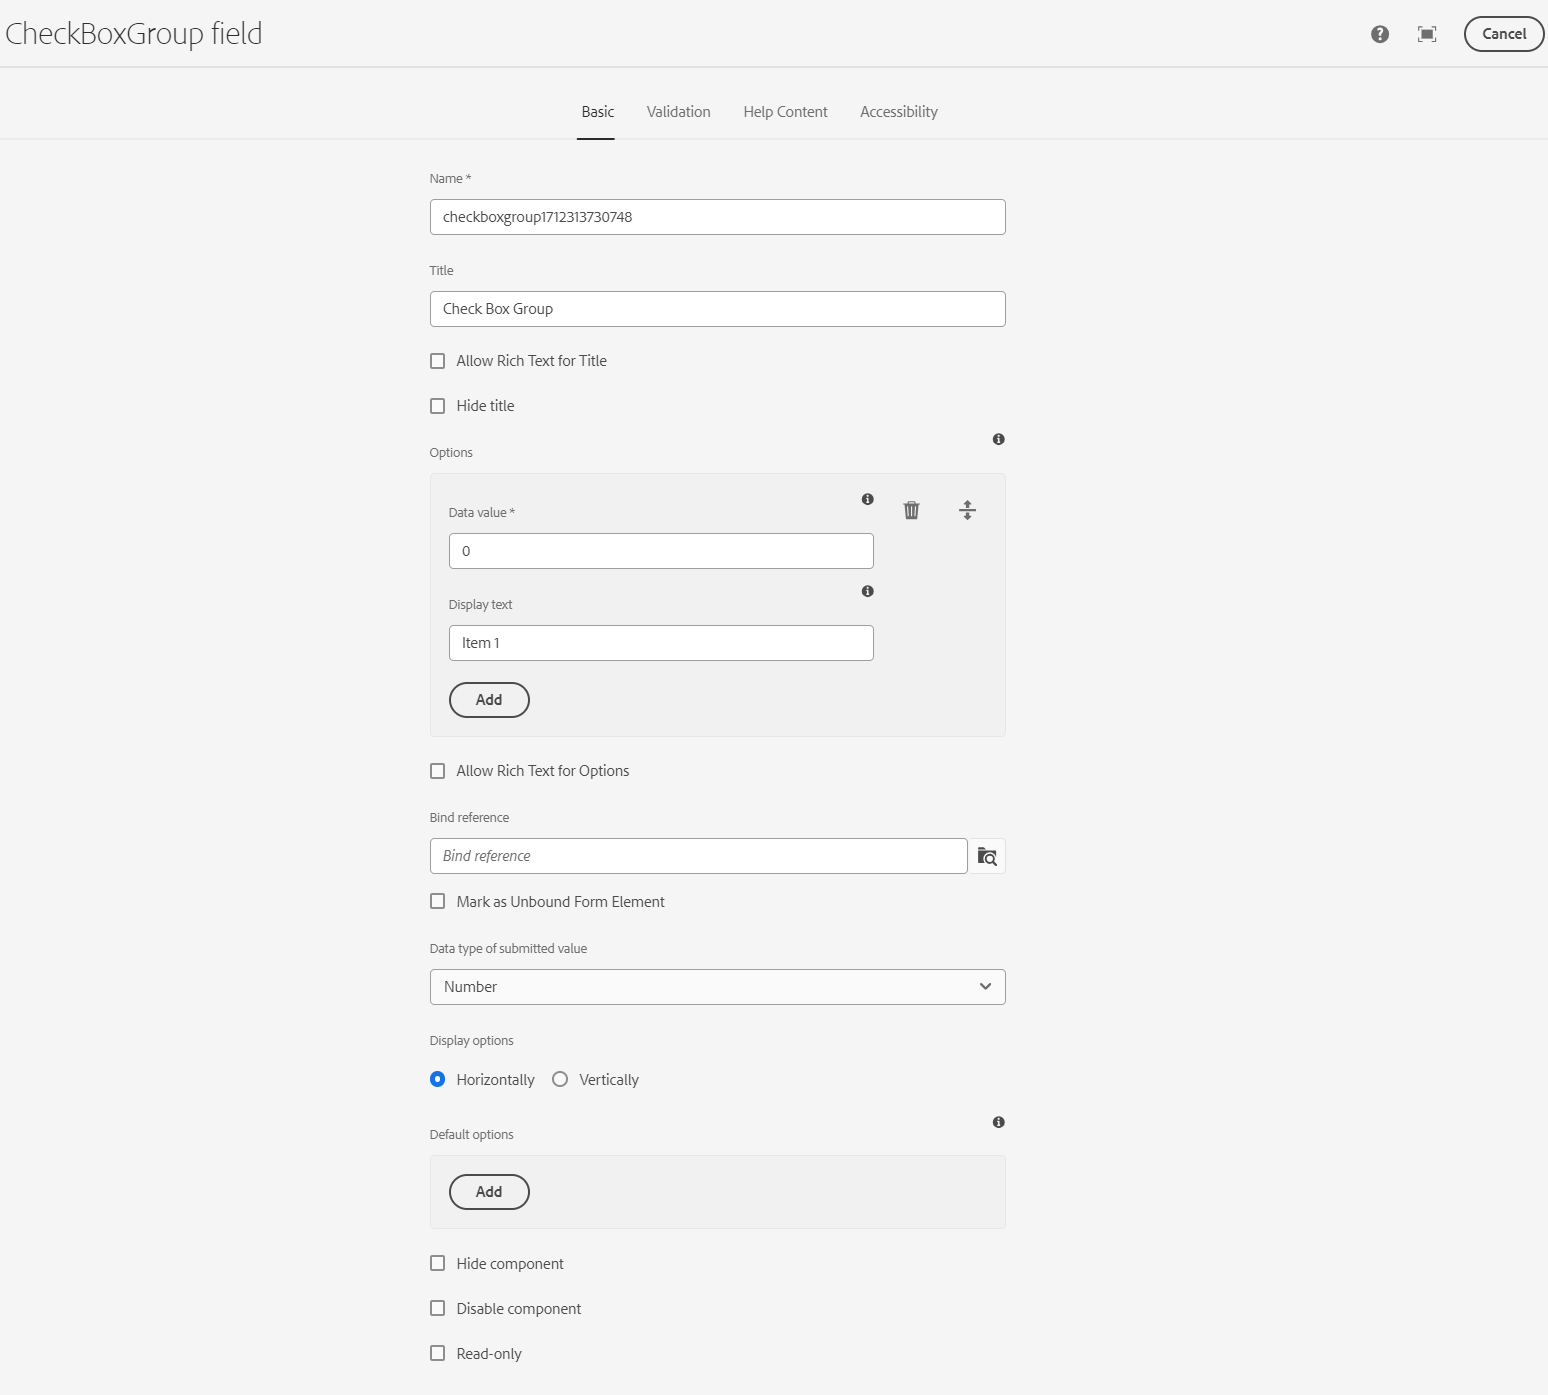 CheckBoxGroup field
Cancel
Basic Validation Help Content Accessibility
Name *
checkboxgroup1712313730748
Title
Check Box Group
Allow Rich Text for Title
Hide title
Options
Data value *
0
Display text
Item 1
Add
Allow Rich Text for Options
Bind reference
Bind reference
Mark as Unbound Form Element
Data type of submitted value
Number
Display options
Horizontally Vertically
Default options
Add
Hide component
Disable component
Read-only